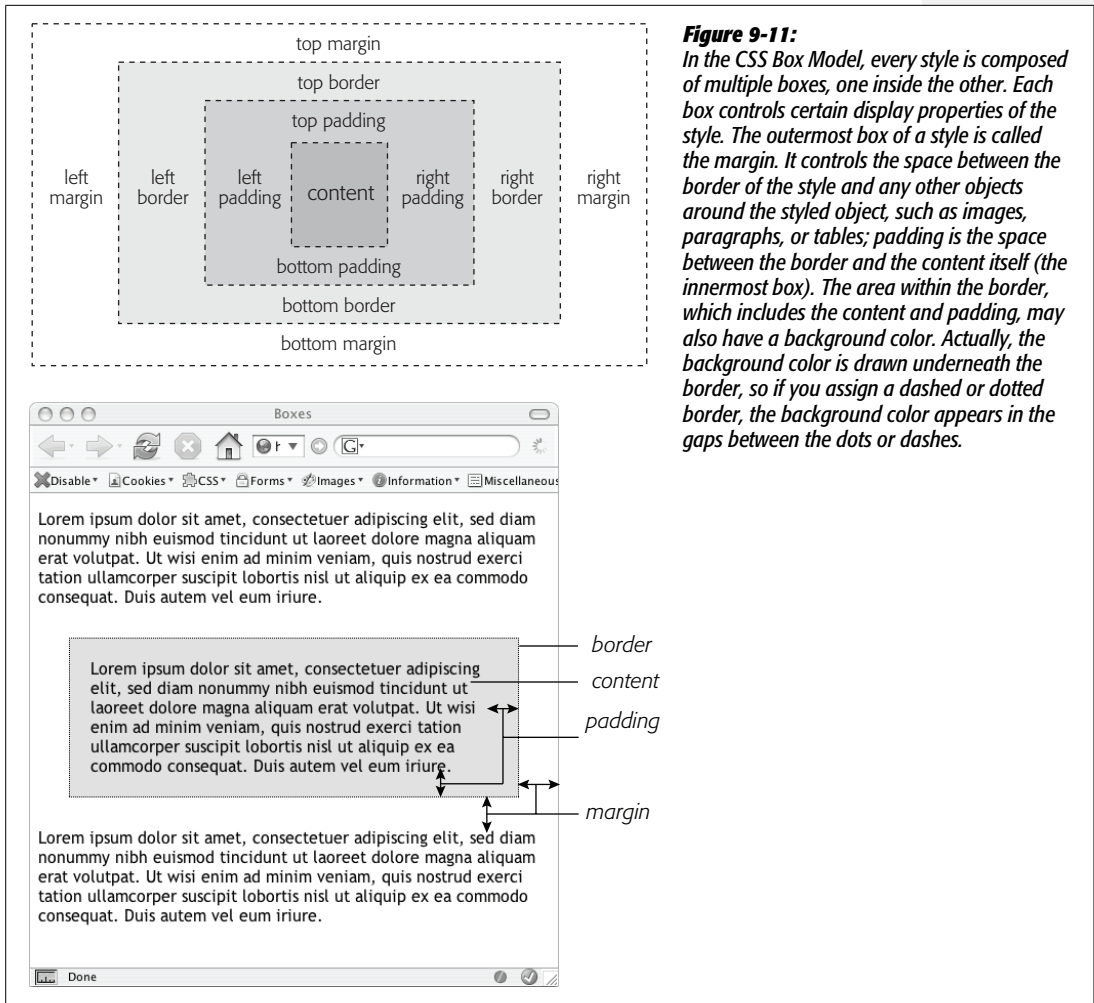 top margin
top border
top padding
left margin
left border
left padding
content
right padding
right border
right margin
bottom padding
bottom border
bottom margin
Figure 9-11:
In the CSS Box Model, every style is composed
of multiple boxes, one inside the other. Each
box controls certain display properties of the
style. The outermost box of a style is called
the margin. It controls the space between the
border of the style and any other objects
around the styled object, such as images,
paragraphs, or tables; padding is the space
between the border and the content itself (the
innermost box). The area within the border,
which includes the content and padding, may
also have a background color. Actually, the
background color is drawn underneath the
border, so if you assign a dashed or dotted
border, the background color appears in the
gaps between the dots or dashes.
Boxes
G
Disable Cookies CSS Forms Images Information Miscellaneous
Lorem ipsum dolor sit amet, consectetuer adipiscing elit, sed diam
nonummy nibh euismod tincidunt ut laoreet dolore magna aliquam
erat volutpat. Ut wisi enim ad minim veniam, quis nostrud exerci
tation ullamcorper suscipit lobortis nisl ut aliquip ex ea commodo
consequat. Duis autem vel eum iriure.
Lorem ipsum dolor sit amet, consectetuer adipiscing
elit, sed diam nonummy nibh euismod tincidunt ut
laoreet dolore magna aliquam erat volutpat. Ut wisi
enim ad minim veniam, quis nostrud exerci tation
ullamcorper suscipit lobortis nisl ut aliquip ex ea
commodo consequat. Duis autem vel eum iriure.
border
content
padding
margin
Lorem ipsum dolor sit amet, consectetuer adipiscing elit, sed diam
nonummy nibh euismod tincidunt ut laoreet dolore magna aliquam
erat volutpat. Ut wisi enim ad minim veniam, quis nostrud exerci
tation ullamcorper suscipit lobortis nisl ut aliquip ex ea commodo
consequat. Duis autem vel eum iriure.
Done